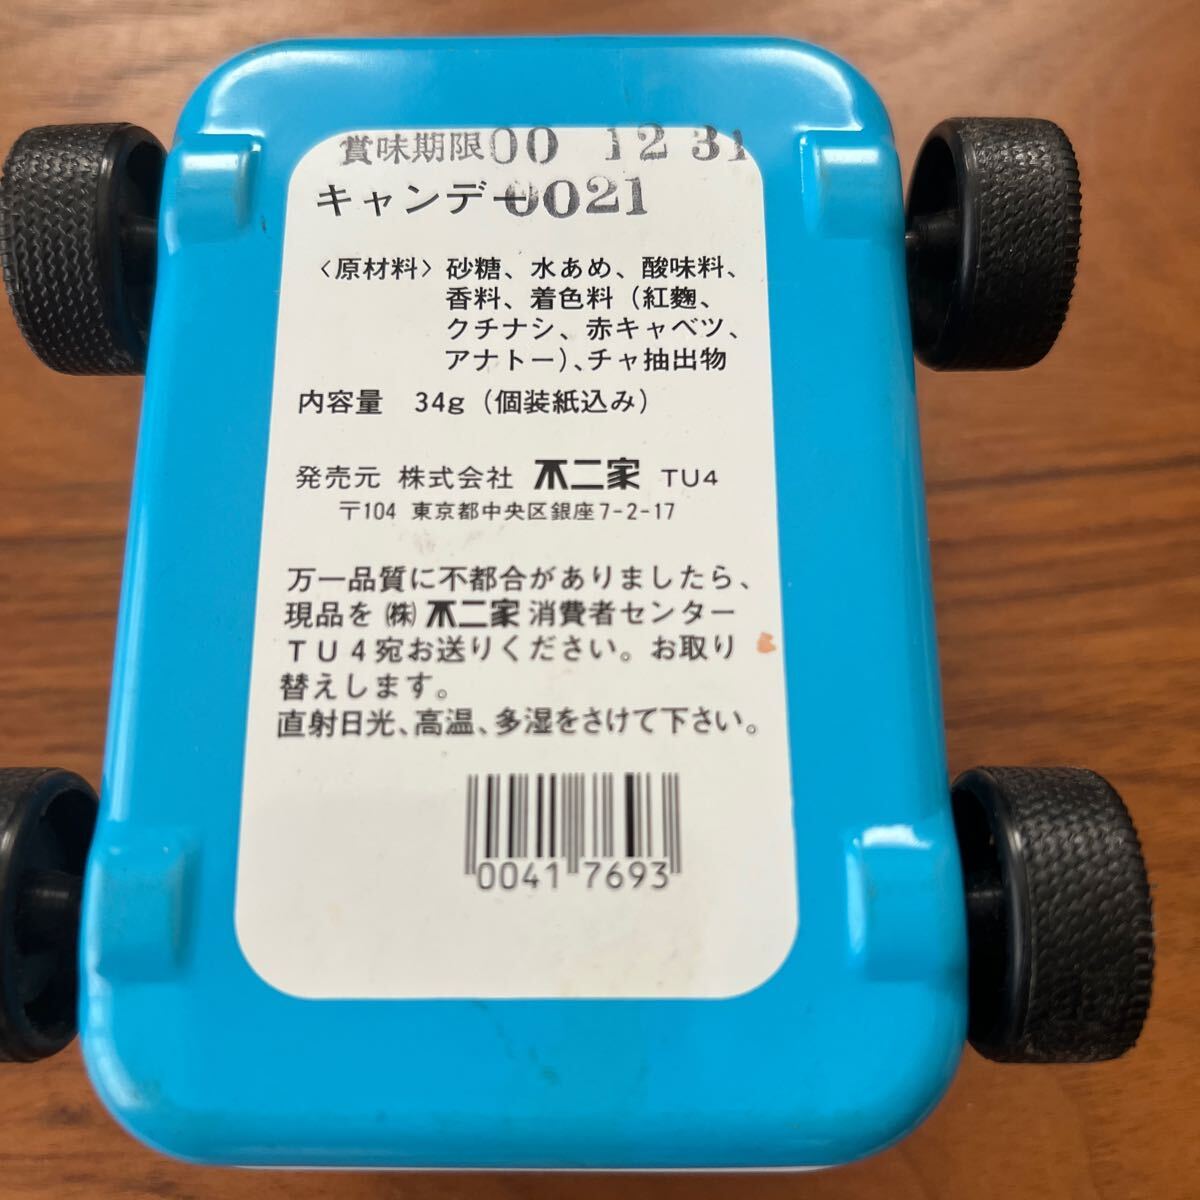 賞味期限00 12 31
キャンデー0021
〈原材料〉砂糖、水あめ、酸味料、
香料、着色料（紅麴、
クチナシ、赤キャベツ、
アナトー）、チャ抽出物
内容量 34g（個装紙込み）
発売元 株式会社 不二家 TU4
〒104 東京都中央区銀座7-2-17
万一品質に不都合がありましたら、
現品を㈱不二家消費者センター
TU4宛お送りください。お取り
替えします。
直射日光、高温、多湿をさけて下さい。
0041 7693